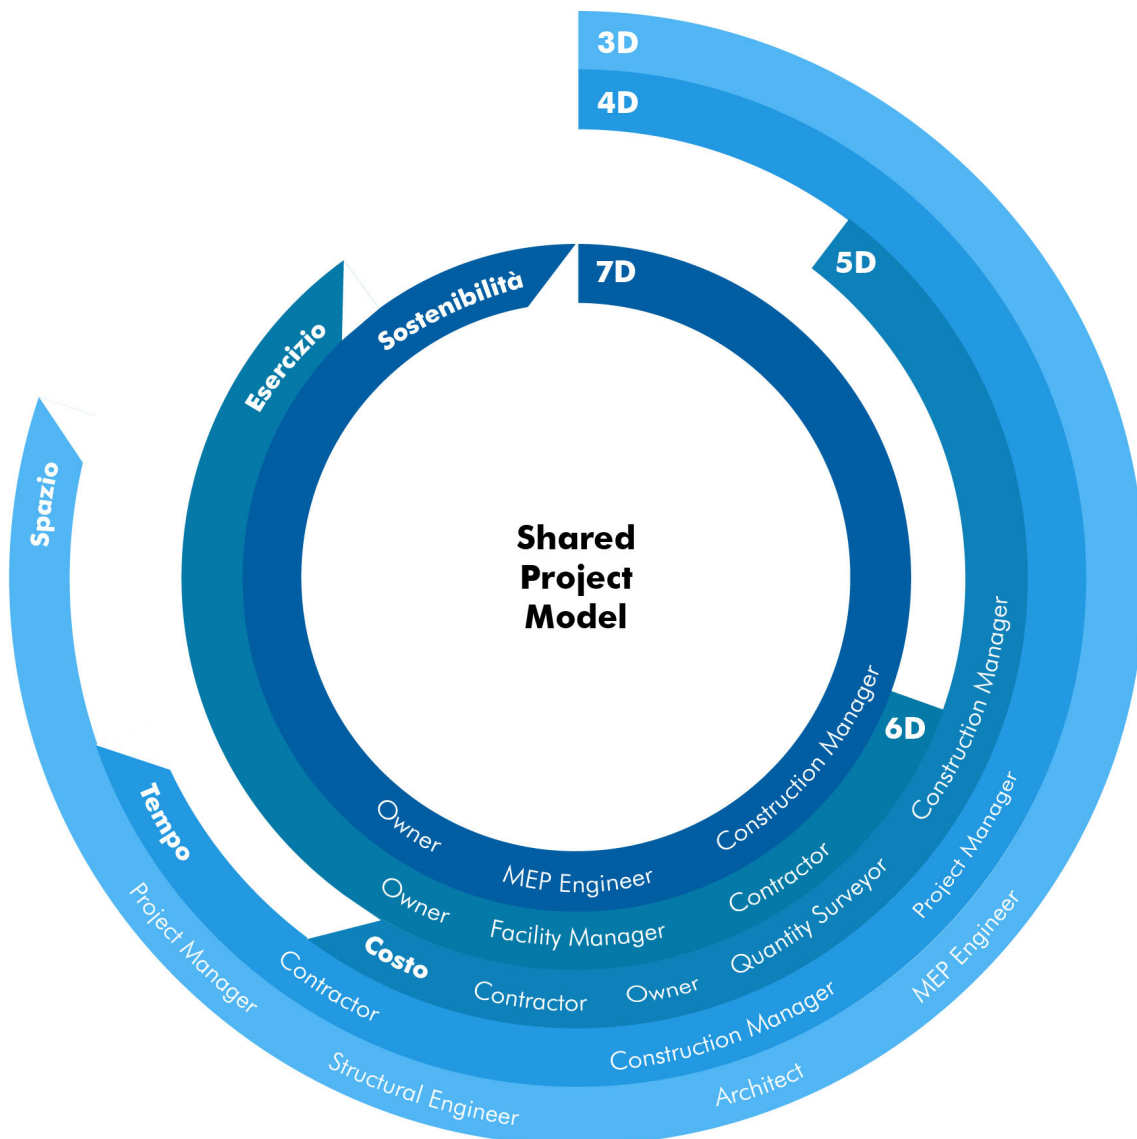 3D
4D
5D
7D
Sostenibilità
Esercizio
Spazio
Shared
Project
Model
6D
Tempo
Costo
Owner
MEP Engineer
Construction Manager
Owner
Facility Manager
Contractor
Contractor
Owner
Quantity Surveyor
Construction Manager
Contractor
Construction Manager
Project Manager
Project Manager
Structural Engineer
Architect
MEP Engineer